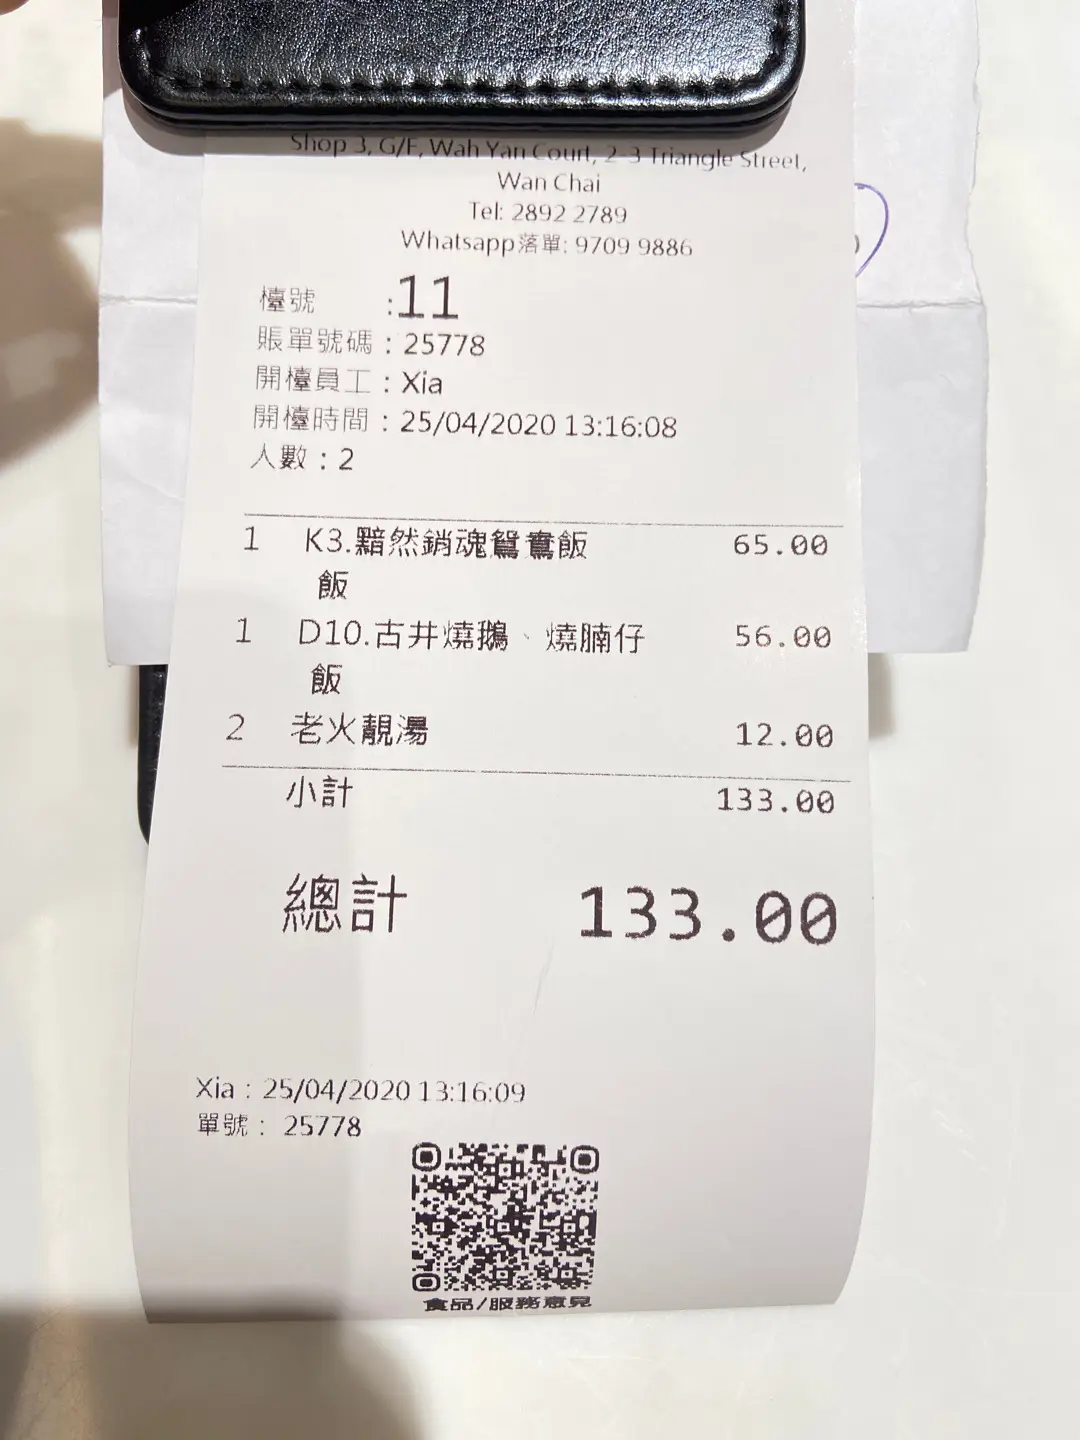 Shop 3, G/F, Wah Yan Court, 2-3 Triangle Street,
Wan Chai
Tel: 2892 2789
Whatsapp落單: 9709 9886
檯號 :11
賬單號碼 : 25778
開檯員工 : Xia
開檯時間 : 25/04/2020 13:16:08
人數 : 2
1 K3.黯然銷魂鴛鴦飯 65.00
飯
1 D10.古井燒鵝、燒腩仔 56.00
飯
2 老火靚湯 12.00
小計 133.00
總計 133.00
Xia : 25/04/2020 13:16:09
單號 : 25778
食品/服務意見